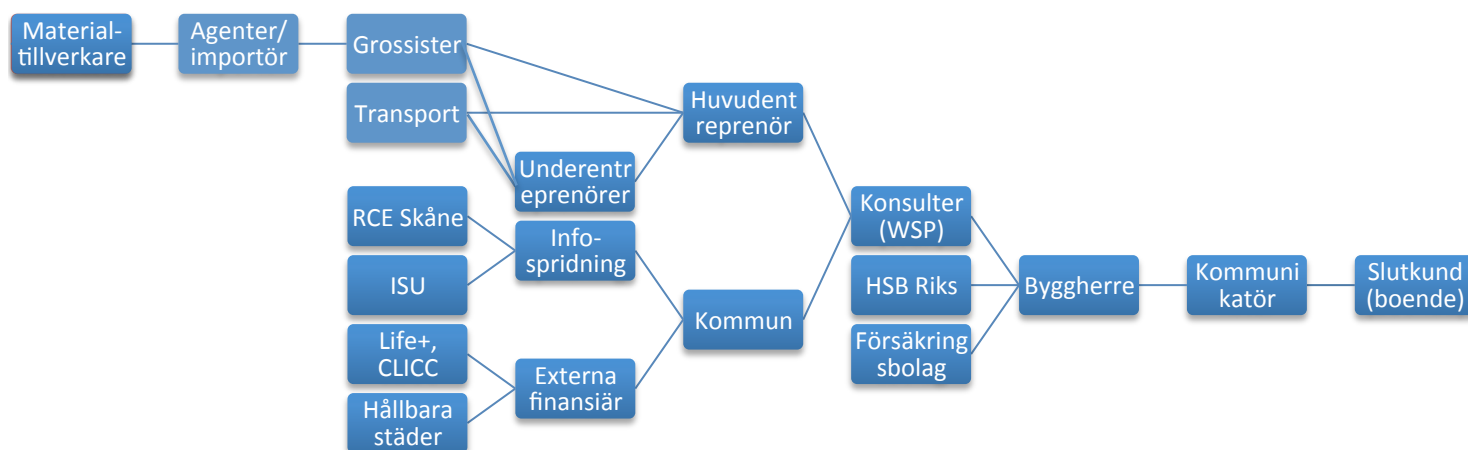 Material-
tillverkare
Agenter/
importör
Grossister
Transport
Huvudent
reprenör
Underentr
eprenörer
RCE Skåne
Info-
spridning
ISU
Konsulter
(WSP)
HSB Riks
Försäkring
sbolag
Byggherre
Kommuni
katör
Slutkund
(boende)
Kommun
Life+,
CLICC
Externa
finansiär
Hållbara
städer